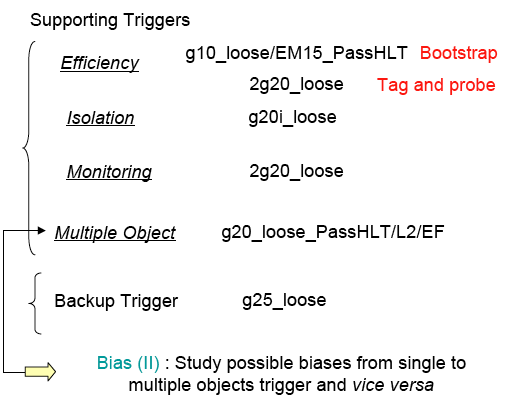 Supporting Triggers
Efficiency g10_loose/EM15_PassHLT Bootstrap
2g20_loose Tag and probe
Isolation g20i_loose
Monitoring 2g20_loose
Multiple Object g20_loose_PassHLT/L2/EF
Backup Trigger g25_loose
Bias (II) : Study possible biases from single to
multiple objects trigger and vice versa